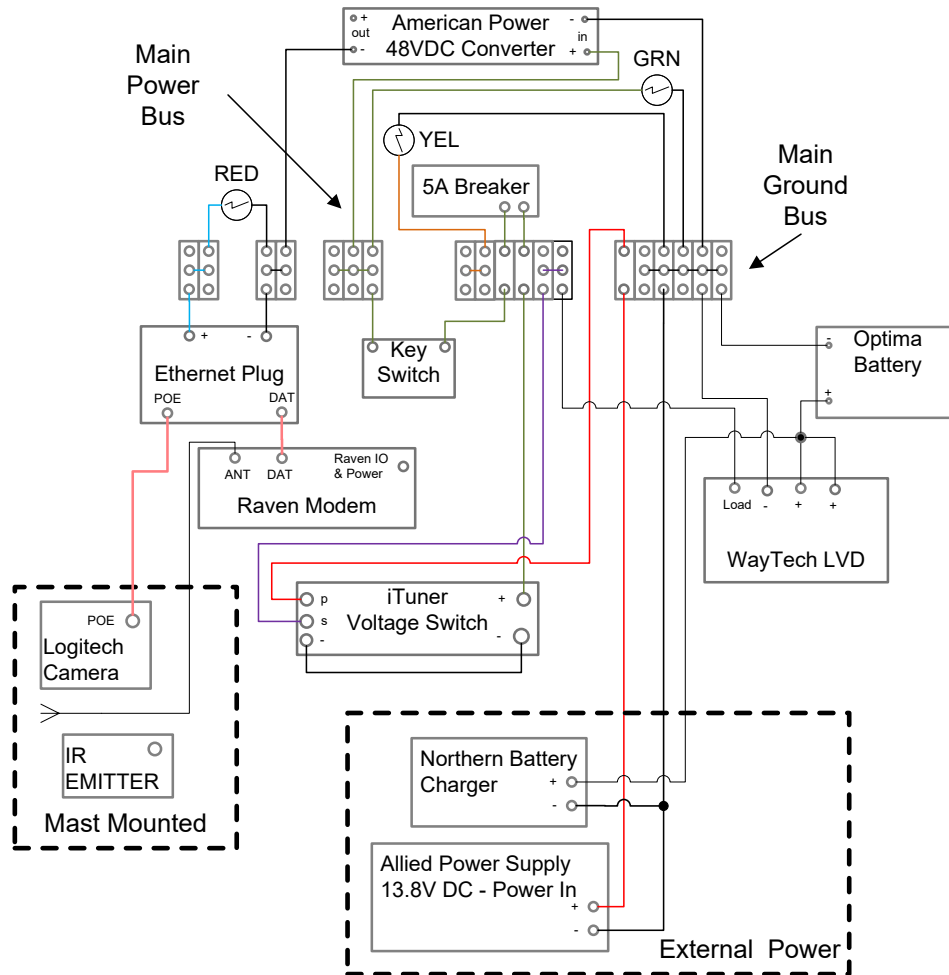 +
out
-
American Power
48VDC Converter
-
in
+
Main
Power
Bus
GRN
YEL
RED
5A Breaker
Main
Ground
Bus
+
-
Ethernet Plug
POE
DAT
Key
Switch
-
Optima
Battery
+
ANT
DAT
Raven IO
& Power
Raven Modem
Load
-
+
+
WayTech LVD
p
s
-
iTuner
Voltage Switch
+
-
POE
Logitech
Camera
IR
EMITTER
Mast Mounted
Northern Battery
Charger
+
-
Allied Power Supply
13.8V DC - Power In
+
-
External Power